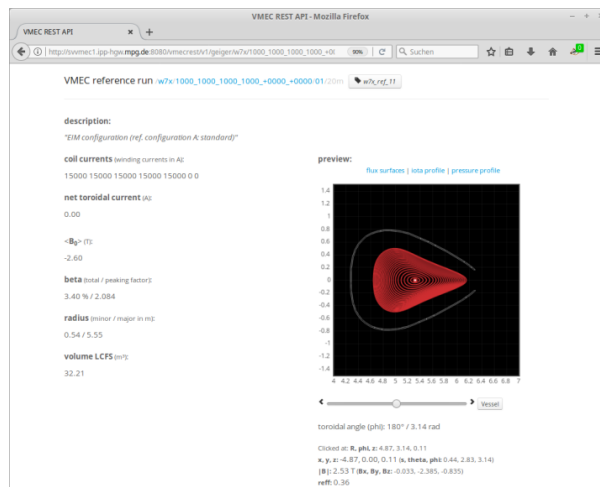 VMEC REST API - Mozilla Firefox
VMEC REST API
http://svvmec1.ipp-hgw.mpg.de:8080/vmecrest/v1/geiger/w7x/1000_1000_1000_1000_+0(
90%
Suchen
0
VMEC reference run /w7x/1000_1000_1000_1000_+0000_+0000/01/20m w7x_ref_11
description:
"EIM configuration (ref. configuration A: standard)"
coil currents (winding currents in A):
15000 15000 15000 15000 15000 0 0
net toroidal current (A):
0.00
<B0> (T):
-2.60
beta (total / peaking factor):
3.40 % / 2.084
radius (minor / major in m):
0.54 / 5.55
volume LCFS (m³):
32.21
preview:
flux surfaces | iota profile | pressure profile
1.4
1.2
1
0.8
0.6
0.4
0.2
0
-0.2
-0.4
-0.6
-0.8
-1
-1.2
-1.4
4 4.2 4.4 4.6 4.8 5 5.2 5.4 5.6 5.8 6 6.2 6.4 6.6 6.8 7
Vessel
toroidal angle (phi): 180° / 3.14 rad
Clicked at: R, phi, z: 4.87, 3.14, 0.11
x, y, z: -4.87, 0.00, 0.11 (s, theta, phi: 0.44, 2.83, 3.14)
|B|: 2.53 T (Bx, By, Bz: -0.035, -2.385, -0.835)
reff: 0.36